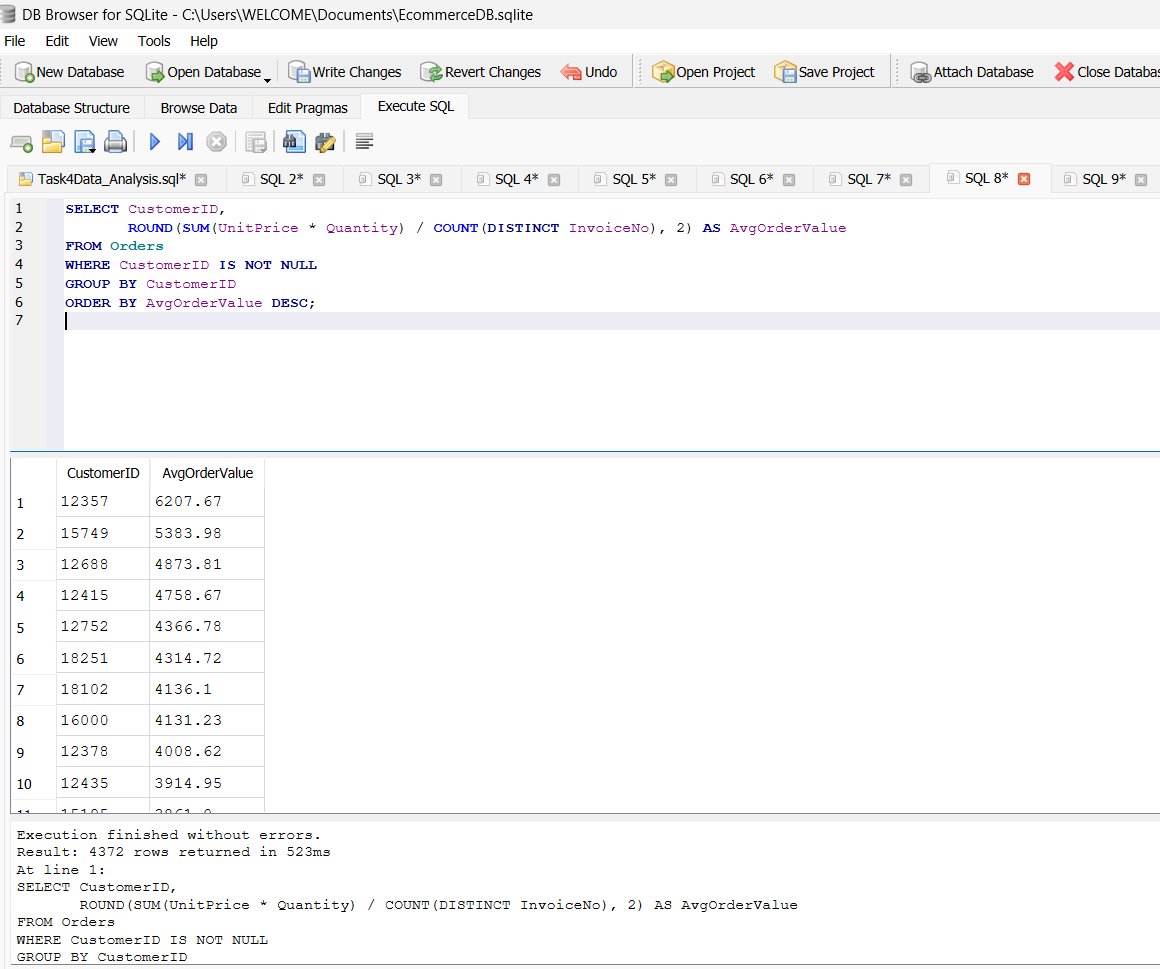 DB Browser for SQLite - C:\Users\WELCOME\Documents\EcommerceDB.sqlite
File Edit View Tools Help
New Database Open Database Write Changes Revert Changes Undo Open Project Save Project Attach Database Close Databas
Database Structure Browse Data Edit Pragmas Execute SQL
Task4Data_Analysis.sql* SQL 2* SQL 3* SQL 4* SQL 5* SQL 6* SQL 7* SQL 8* SQL 9*
1 SELECT CustomerID,
2 ROUND(SUM(UnitPrice * Quantity) / COUNT(DISTINCT InvoiceNo), 2) AS AvgOrderValue
3 FROM Orders
4 WHERE CustomerID IS NOT NULL
5 GROUP BY CustomerID
6 ORDER BY AvgOrderValue DESC;
7
CustomerID AvgOrderValue
1 12357 6207.67
2 15749 5383.98
3 12688 4873.81
4 12415 4758.67
5 12752 4366.78
6 18251 4314.72
7 18102 4136.1
8 16000 4131.23
9 12378 4008.62
10 12435 3914.95
Execution finished without errors.
Result: 4372 rows returned in 523ms
At line 1:
SELECT CustomerID,
ROUND(SUM(UnitPrice * Quantity) / COUNT(DISTINCT InvoiceNo), 2) AS AvgOrderValue
FROM Orders
WHERE CustomerID IS NOT NULL
GROUP BY CustomerID